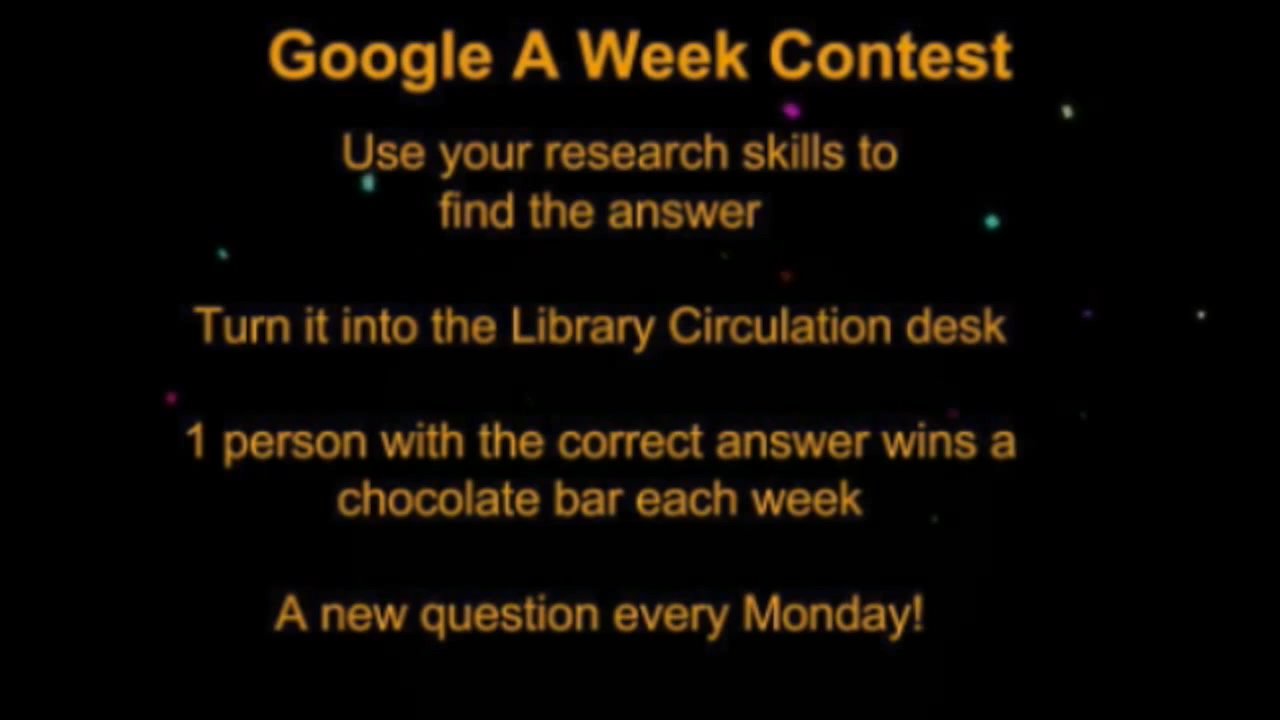 Google A Week Contest
Use your research skills to
find the answer
Turn it into the Library Circulation desk
1 person with the correct answer wins a
chocolate bar each week
A new question every Monday!